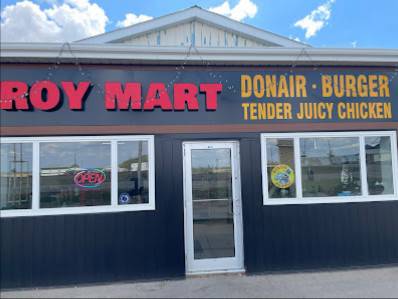 ROY MART
DONAIR · BURGER
TENDER JUICY CHICKEN
OPEN